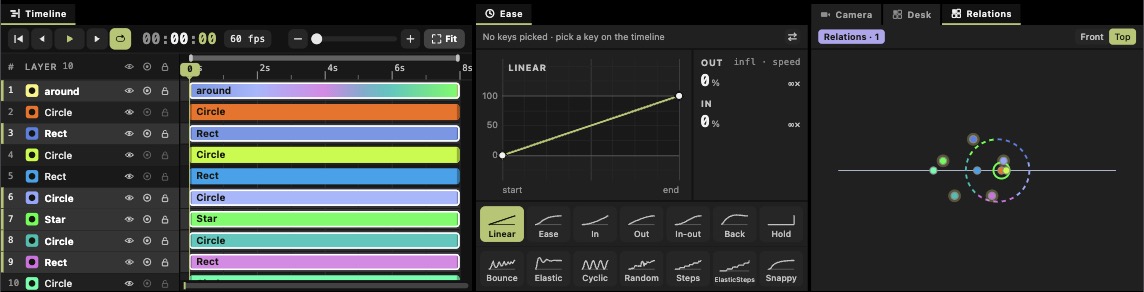 Timeline
00:00:00 60 fps Fit
# LAYER 10
0 2s 4s 6s 8s
1 around around
2 Circle Circle
3 Rect Rect
4 Circle Circle
5 Rect Rect
6 Circle Circle
7 Star Star
8 Circle Circle
9 Rect Rect
10 Circle
Ease
No keys picked · pick a key on the timeline
LINEAR
100
50
0
start end
OUT infl · speed
0 % ∞×
IN
0 % ∞×
Linear Ease In Out In-out Back Hold
Bounce Elastic Cyclic Random Steps ElasticSteps Snappy
Camera Desk Relations
Relations · 1 Front Top